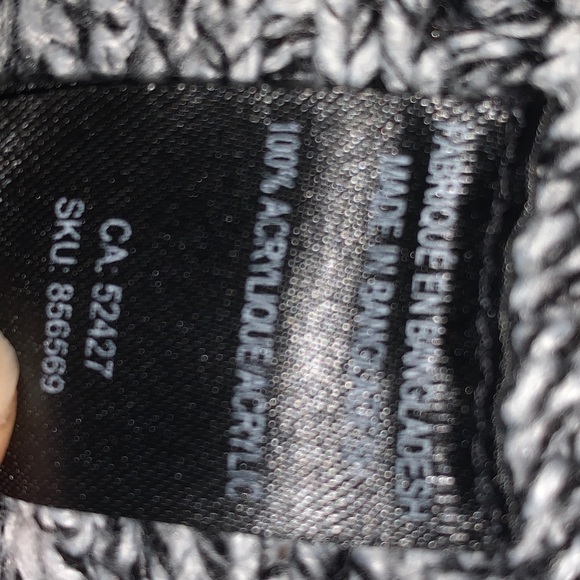 FABRIQUÉ EN BANGLADESH
MADE IN BANGLADESH
100% ACRYLIQUE/ACRYLIC
CA: 52427
SKU: 856569